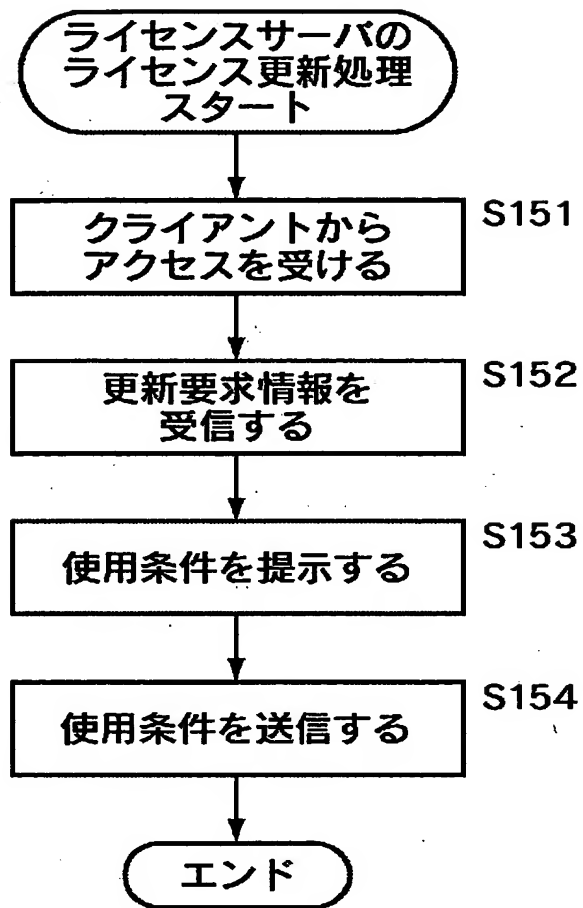 ライセンスサーバの
ライセンス更新処理
スタート
クライアントから
アクセスを受ける
S151
更新要求情報を
受信する
S152
使用条件を提示する
S153
使用条件を送信する
S154
エンド